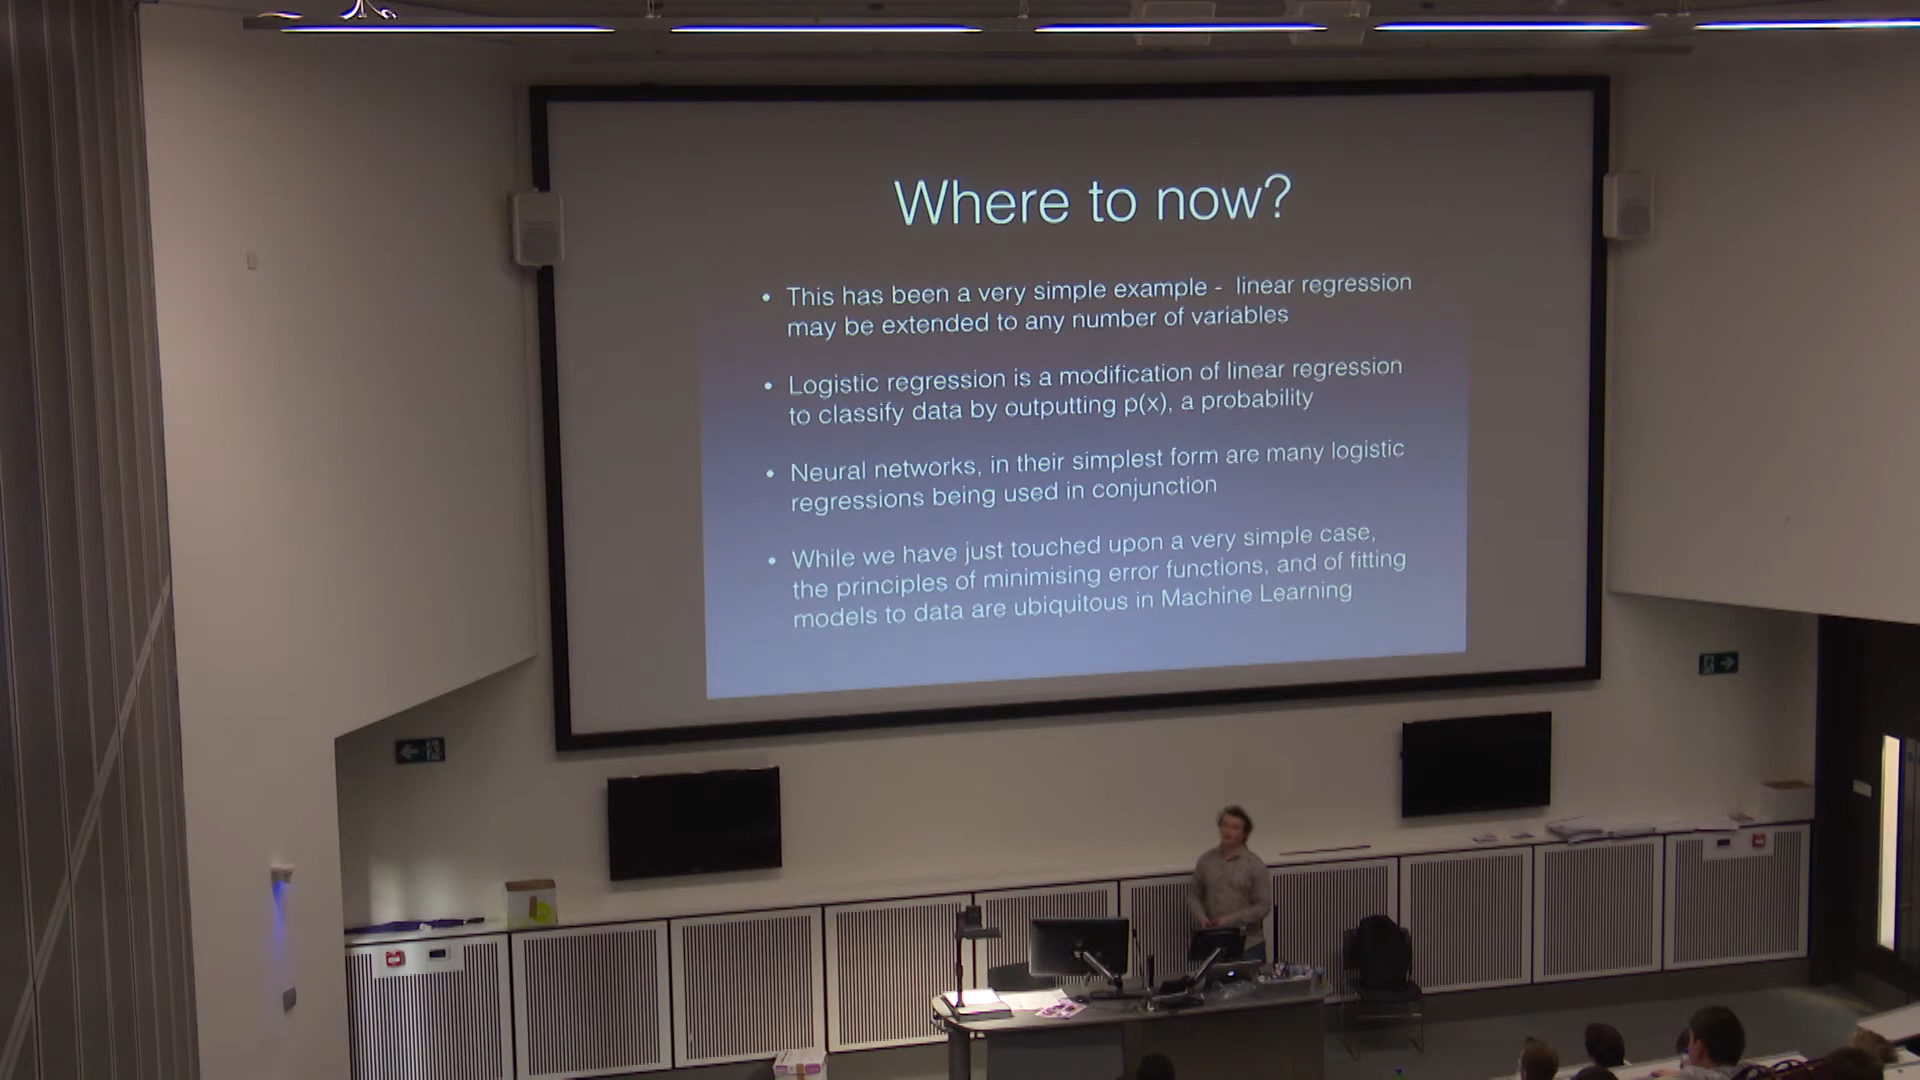 Where to now?
• This has been a very simple example - linear regression
may be extended to any number of variables
• Logistic regression is a modification of linear regression
to classify data by outputting p(x), a probability
• Neural networks, in their simplest form are many logistic
regressions being used in conjunction
• While we have just touched upon a very simple case,
the principles of minimising error functions, and of fitting
models to data are ubiquitous in Machine Learning